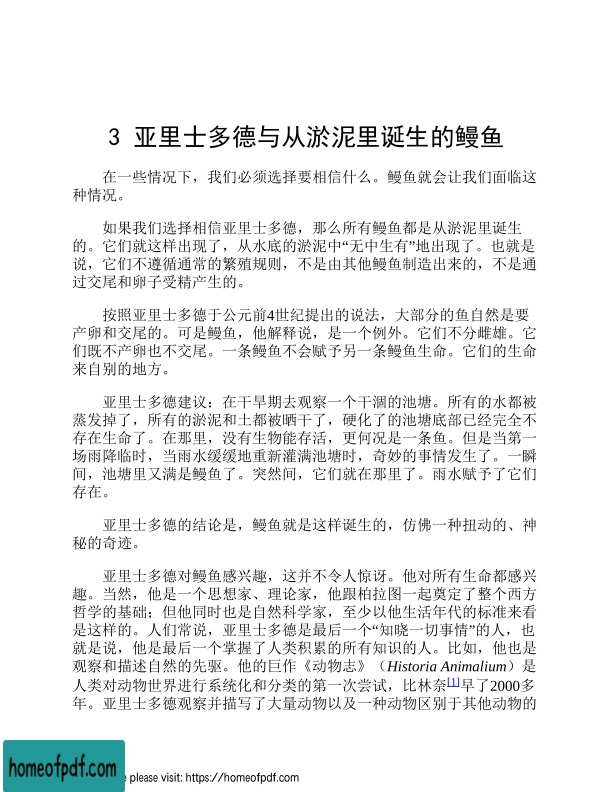 3 亚里士多德与从淤泥里诞生的鳗鱼
在一些情况下，我们必须选择要相信什么。鳗鱼就会让我们面临这
种情况。
如果我们选择相信亚里士多德，那么所有鳗鱼都是从淤泥里诞生
的。它们就这样出现了，从水底的淤泥中“无中生有”地出现了。也就是
说，它们不遵循通常的繁殖规则，不是由其他鳗鱼制造出来的，不是通
过交尾和卵子受精产生的。
按照亚里士多德于公元前4世纪提出的说法，大部分的鱼自然是要
产卵和交尾的。可是鳗鱼，他解释说，是一个例外。它们不分雌雄。它
们既不产卵也不交尾。一条鳗鱼不会赋予另一条鳗鱼生命。它们的生命
来自别的地方。
亚里士多德建议：在干旱期去观察一个干涸的池塘。所有的水都被
蒸发掉了，所有的淤泥和土都被晒干了，硬化了的池塘底部已经完全不
存在生命了。在那里，没有生物能存活，更何况是一条鱼。但是当第一
场雨降临时，当雨水缓缓地重新灌满池塘时，奇妙的事情发生了。一瞬
间，池塘里又满是鳗鱼了。突然间，它们就在那里了。雨水赋予了它们
存在。
亚里士多德的结论是，鳗鱼就是这样诞生的，仿佛一种扭动的、神
秘的奇迹。
亚里士多德对鳗鱼感兴趣，这并不令人惊讶。他对所有生命都感兴
趣。当然，他是一个思想家、理论家，他跟柏拉图一起奠定了整个西方
哲学的基础；但他同时也是自然科学家，至少以他生活年代的标准来看
是这样的。人们常说，亚里士多德是最后一个“知晓一切事情”的人，也
就是说，他是最后一个掌握了人类积累的所有知识的人。比如，他也是
观察和描述自然的先驱。他的巨作《动物志》（Historia Animalium）是
人类对动物世界进行系统化和分类的第一次尝试，比林奈[1]早了2000多
年。亚里士多德观察并描写了大量动物以及一种动物区别于其他动物的
homeofpdf.com
e please visit: https://homeofpdf.com